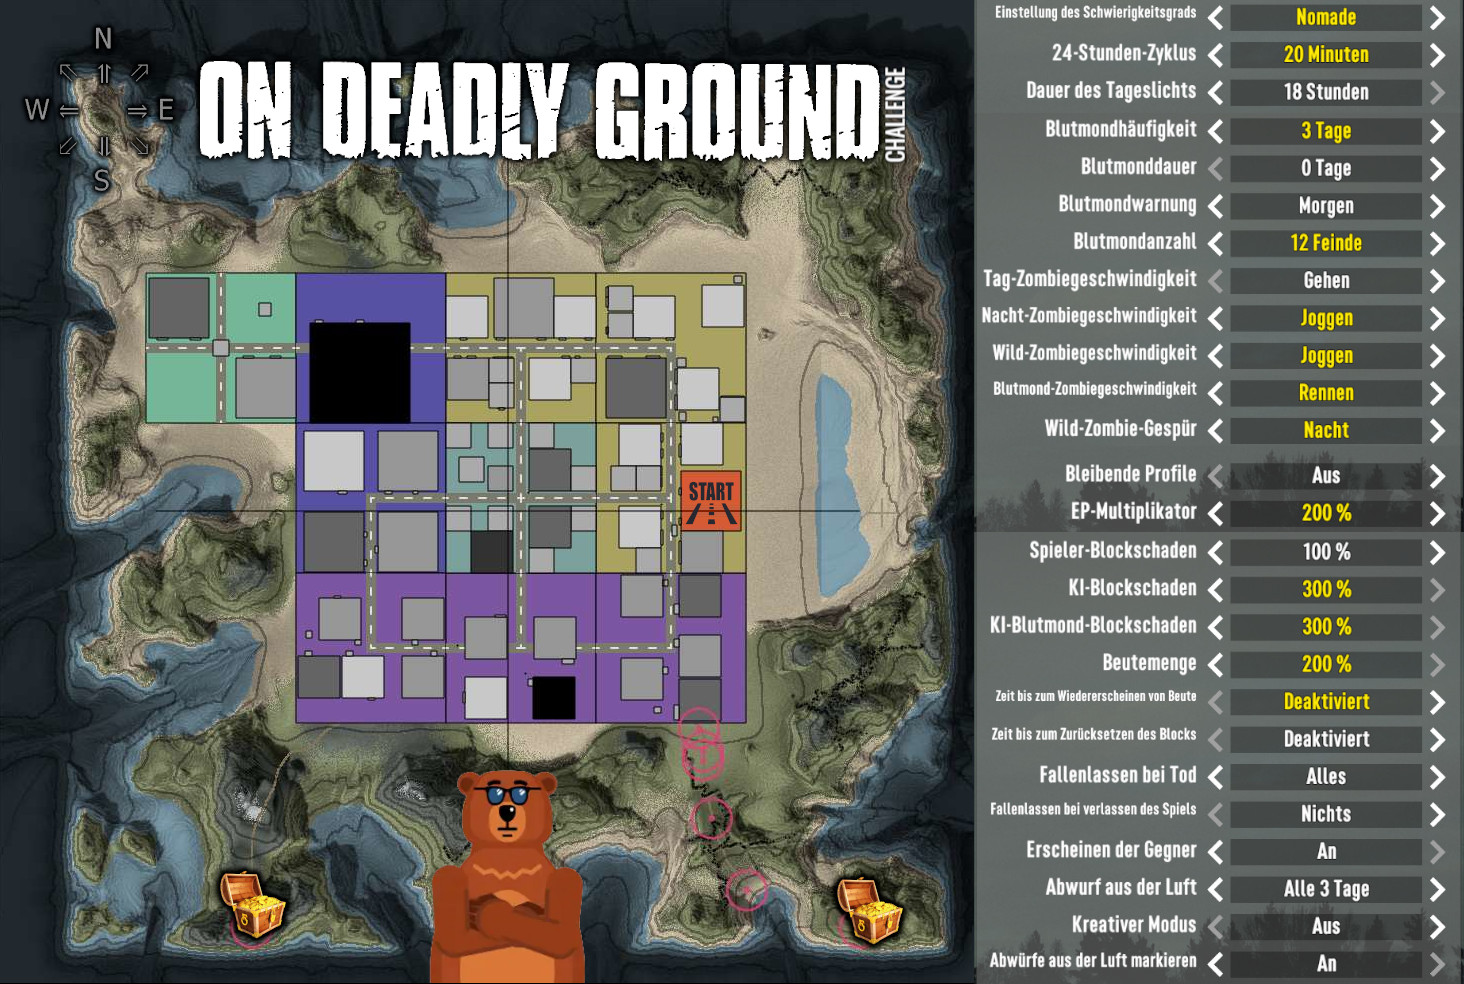 N
W E
S
ON DEADLY GROUND
CHALLENGE
START
Einstellung des Schwierigkeitsgrads Nomade
24-Stunden-Zyklus 20 Minuten
Dauer des Tageslichts 18 Stunden
Blutmondhäufigkeit 3 Tage
Blutmonddauer 0 Tage
Blutmondwarnung Morgen
Blutmondanzahl 12 Feinde
Tag-Zombiegeschwindigkeit Gehen
Nacht-Zombiegeschwindigkeit Joggen
Wild-Zombiegeschwindigkeit Joggen
Blutmond-Zombiegeschwindigkeit Rennen
Wild-Zombie-Gespür Nacht
Bleibende Profile Aus
EP-Multiplikator 200 %
Spieler-Blockschaden 100 %
KI-Blockschaden 300 %
KI-Blutmond-Blockschaden 300 %
Beutemenge 200 %
Zeit bis zum Wiedererscheinen von Beute Deaktiviert
Zeit bis zum Zurücksetzen des Blocks Deaktiviert
Fallenlassen bei Tod Alles
Fallenlassen bei verlassen des Spiels Nichts
Erscheinen der Gegner An
Abwurf aus der Luft Alle 3 Tage
Kreativer Modus Aus
Abwürfe aus der Luft markieren An